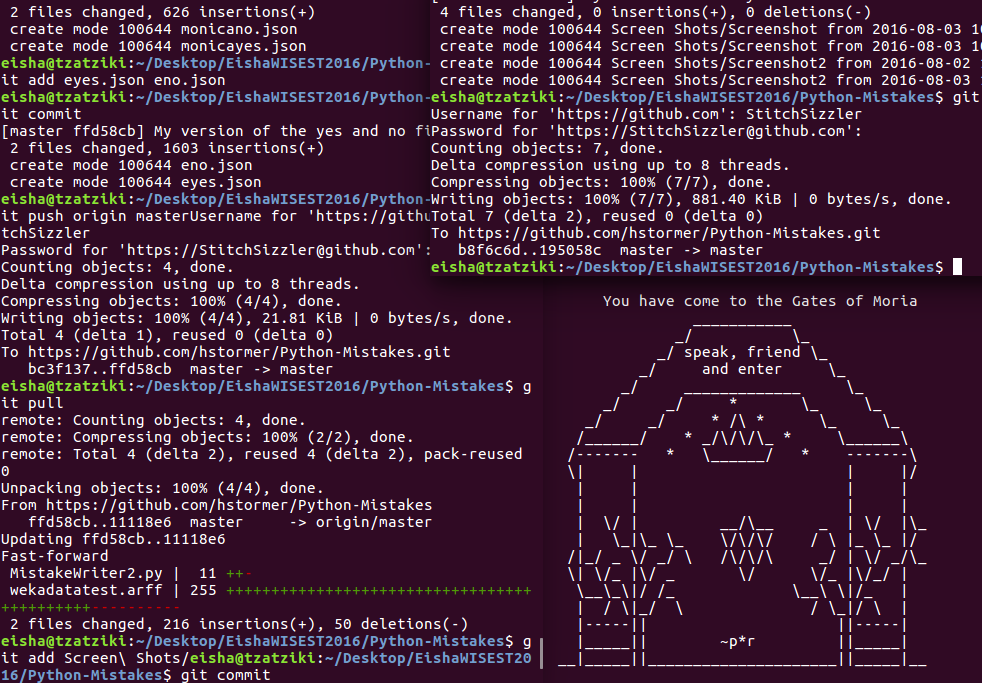 2 files changed, 626 insertions(+)
 create mode 100644 monicano.json
 create mode 100644 monicayes.json
eisha@tzatziki:~/Desktop/EishaWISEST2016/Python-
it add eyes.json eno.json
eisha@tzatziki:~/Desktop/EishaWISEST2016/Python-
it commit
[master ffd58cb] My version of the yes and no fi
 2 files changed, 1603 insertions(+)
 create mode 100644 eno.json
 create mode 100644 eyes.json
eisha@tzatziki:~/Desktop/EishaWISEST2016/Python-
it push origin masterUsername for 'https://githu
tchSizzler
Password for 'https://StitchSizzler@github.com':
Counting objects: 4, done.
Delta compression using up to 8 threads.
Compressing objects: 100% (4/4), done.
Writing objects: 100% (4/4), 21.81 KiB | 0 bytes/s, done.
Total 4 (delta 1), reused 0 (delta 0)
To https://github.com/hstormer/Python-Mistakes.git
   bc3f137..ffd58cb  master -> master
eisha@tzatziki:~/Desktop/EishaWISEST2016/Python-Mistakes$ g
it pull
remote: Counting objects: 4, done.
remote: Compressing objects: 100% (2/2), done.
remote: Total 4 (delta 2), reused 4 (delta 2), pack-reused
0
Unpacking objects: 100% (4/4), done.
From https://github.com/hstormer/Python-Mistakes
   ffd58cb..11118e6  master     -> origin/master
Updating ffd58cb..11118e6
Fast-forward
 MistakeWriter2.py |  11 ++-
 wekadatatest.arff | 255 ++++++++++++++++++++++++++++++++++
++++++++++----------
 2 files changed, 216 insertions(+), 50 deletions(-)
eisha@tzatziki:~/Desktop/EishaWISEST2016/Python-Mistakes$ g
it add Screen\ Shots/eisha@tzatziki:~/Desktop/EishaWISEST20
16/Python-Mistakes$ git commit
 4 files changed, 0 insertions(+), 0 deletions(-)
 create mode 100644 Screen Shots/Screenshot from 2016-08-03 1
 create mode 100644 Screen Shots/Screenshot from 2016-08-03
 create mode 100644 Screen Shots/Screenshot2 from 2016-08-02
 create mode 100644 Screen Shots/Screenshot2 from 2016-08-03
eisha@tzatziki:~/Desktop/EishaWISEST2016/Python-Mistakes$ git
Username for 'https://github.com': StitchSizzler
Password for 'https://StitchSizzler@github.com':
Counting objects: 7, done.
Delta compression using up to 8 threads.
Compressing objects: 100% (7/7), done.
Writing objects: 100% (7/7), 881.40 KiB | 0 bytes/s, done.
Total 7 (delta 2), reused 0 (delta 0)
To https://github.com/hstormer/Python-Mistakes.git
   b8f6c6d..195058c  master -> master
eisha@tzatziki:~/Desktop/EishaWISEST2016/Python-Mistakes$
You have come to the Gates of Moria
speak, friend
and enter
~p*r